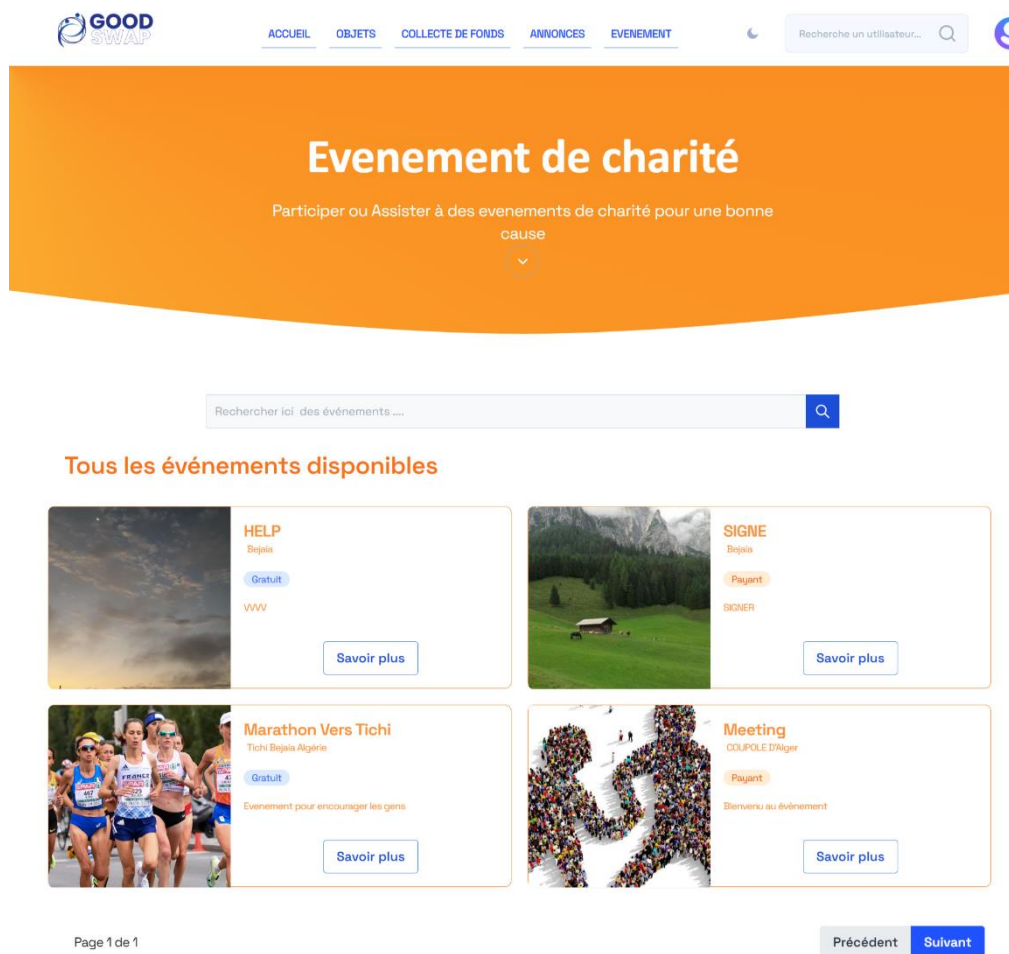 GOOD
SWAP
ACCUEIL OBJETS COLLECTE DE FONDS ANNONCES EVENEMENT
Recherche un utilisateur...
Evenement de charité
Participer ou Assister à des evenements de charité pour une bonne
cause
Rechercher ici des événements ....
Tous les événements disponibles
HELP
Bejaia
Gratuit
VVVV
Savoir plus
SIGNE
Bejaia
Payant
SIGNER
Savoir plus
Marathon Vers Tichi
Tichi Bejaia Algérie
Gratuit
Evenement pour encourager les gens
Savoir plus
FRANCE
Meeting
COUPOLE D'Alger
Payant
Bienvenu au évènement
Savoir plus
Page 1 de 1
Précédent Suivant